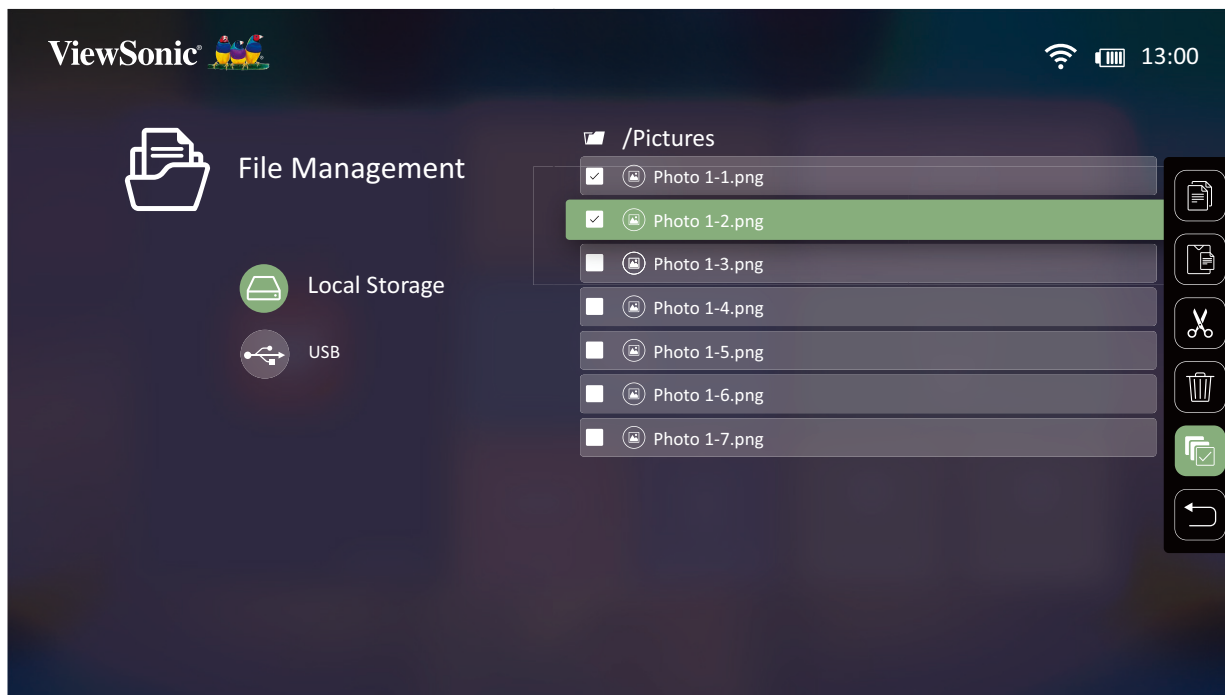 ViewSonic®
13:00
File Management
Local Storage
USB
/Pictures
Photo 1-1.png
Photo 1-2.png
Photo 1-3.png
Photo 1-4.png
Photo 1-5.png
Photo 1-6.png
Photo 1-7.png